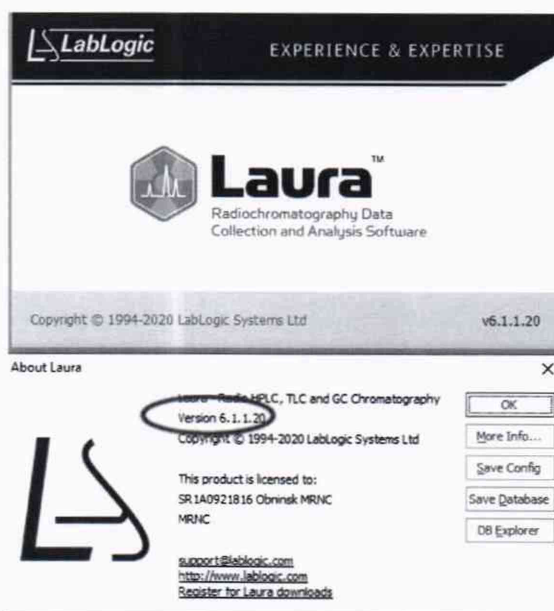 LabLogic
EXPERIENCE & EXPERTISE
Laura™
Radiochromatography Data
Collection and Analysis Software
Copyright © 1994-2020 LabLogic Systems Ltd
v6.1.1.20
About Laura
Laura - Radio HPLC, TLC and GC Chromatography
Version 6.1.1.20
Copyright © 1994-2020 LabLogic Systems Ltd
This product is licensed to:
SR1A0921816 Obninsk MRNC
MRNC
support@lablogic.com
http://www.lablogic.com
Register for Laura downloads
OK
More Info...
Save Config
Save Database
DB Explorer